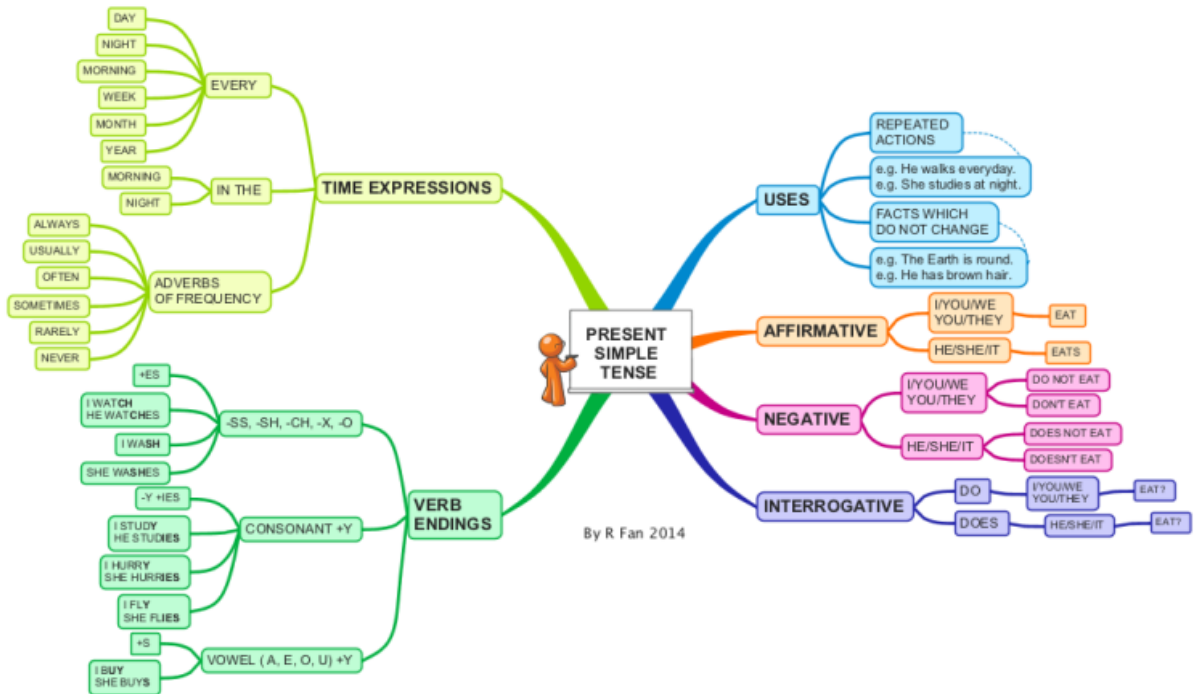 PRESENT
SIMPLE
TENSE
By R Fan 2014
TIME EXPRESSIONS
EVERY
DAY
NIGHT
MORNING
WEEK
MONTH
YEAR
IN THE
MORNING
NIGHT
ADVERBS
OF FREQUENCY
ALWAYS
USUALLY
OFTEN
SOMETIMES
RARELY
NEVER
VERB
ENDINGS
-SS, -SH, -CH, -X, -O
+ES
I WATCH
HE WATCHES
I WASH
SHE WASHES
CONSONANT +Y
-Y +IES
I STUDY
HE STUDIES
I HURRY
SHE HURRIES
I FLY
SHE FLIES
VOWEL ( A, E, O, U) +Y
+S
I BUY
SHE BUYS
USES
REPEATED
ACTIONS
e.g. He walks everyday.
e.g. She studies at night.
FACTS WHICH
DO NOT CHANGE
e.g. The Earth is round.
e.g. He has brown hair.
AFFIRMATIVE
I/YOU/WE
YOU/THEY
EAT
HE/SHE/IT
EATS
NEGATIVE
I/YOU/WE
YOU/THEY
DO NOT EAT
DON'T EAT
HE/SHE/IT
DOES NOT EAT
DOESN'T EAT
INTERROGATIVE
DO
I/YOU/WE
YOU/THEY
EAT?
DOES
HE/SHE/IT
EAT?